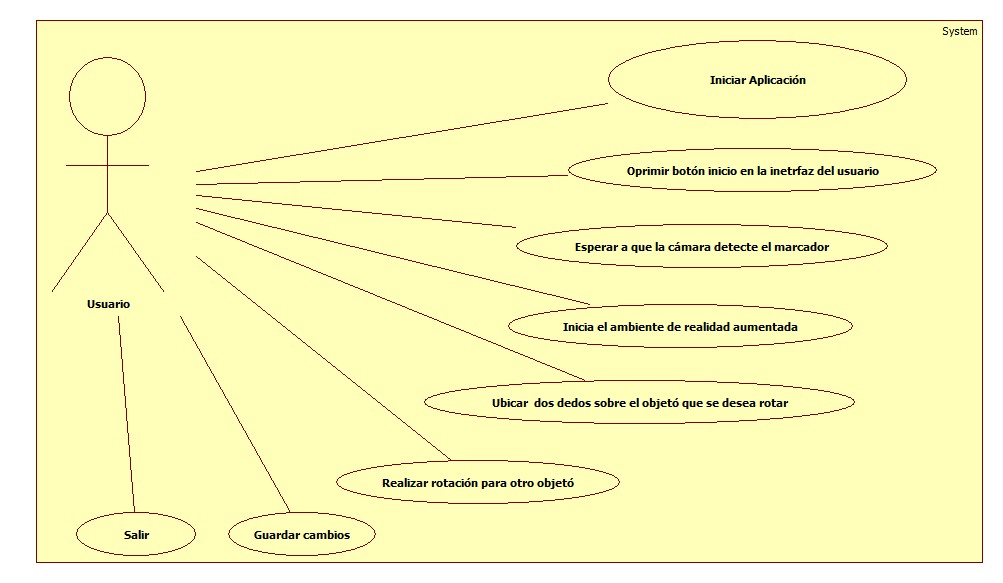 System
Iniciar Aplicación
Oprimir botón inicio en la inetrfaz del usuario
Esperar a que la cámara detecte el marcador
Usuario
Inicia el ambiente de realidad aumentada
Ubicar  dos dedos sobre el objetó que se desea rotar
Realizar rotación para otro objetó
Salir
Guardar cambios